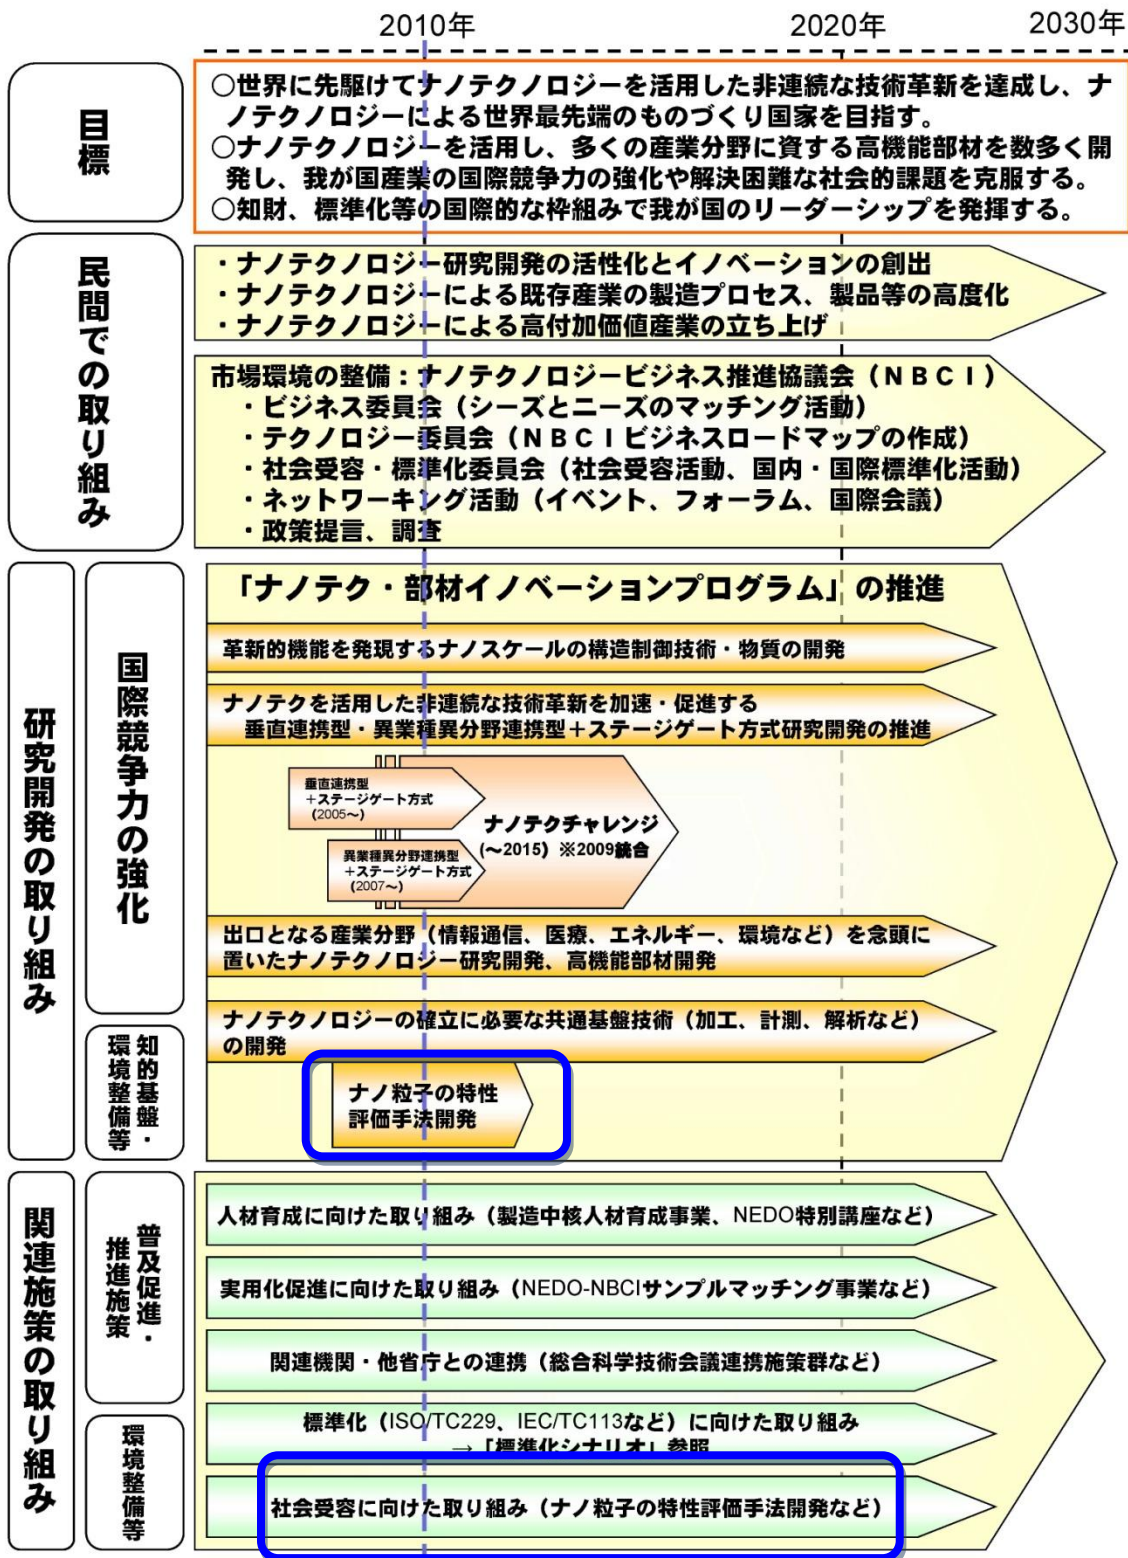 2010年
2020年
2030年
目標
○世界に先駆けてナノテクノロジーを活用した非連続な技術革新を達成し、ナ
ノテクノロジーによる世界最先端のものづくり国家を目指す。
○ナノテクノロジーを活用し、多くの産業分野に資する高機能部材を数多く開
発し、我が国産業の国際競争力の強化や解決困難な社会的課題を克服する。
○知財、標準化等の国際的な枠組みで我が国のリーダーシップを発揮する。
民間での取り組み
・ナノテクノロジー研究開発の活性化とイノベーションの創出
・ナノテクノロジーによる既存産業の製造プロセス、製品等の高度化
・ナノテクノロジーによる高付加価値産業の立ち上げ
市場環境の整備：ナノテクノロジービジネス推進協議会（ＮＢＣＩ）
・ビジネス委員会（シーズとニーズのマッチング活動）
・テクノロジー委員会（ＮＢＣＩビジネスロードマップの作成）
・社会受容・標準化委員会（社会受容活動、国内・国際標準化活動）
・ネットワーキング活動（イベント、フォーラム、国際会議）
・政策提言、調査
研究開発の取り組み
国際競争力の強化
「ナノテク・部材イノベーションプログラム」の推進
革新的機能を発現するナノスケールの構造制御技術・物質の開発
ナノテクを活用した非連続な技術革新を加速・促進する
垂直連携型・異業種異分野連携型＋ステージゲート方式研究開発の推進
垂直連携型
＋ステージゲート方式
(2005～)
ナノテクチャレンジ
(～2015) ※2009統合
異業種異分野連携型
＋ステージゲート方式
(2007～)
出口となる産業分野（情報通信、医療、エネルギー、環境など）を念頭に
置いたナノテクノロジー研究開発、高機能部材開発
ナノテクノロジーの確立に必要な共通基盤技術（加工、計測、解析など）
の開発
知的基盤・
環境整備等
ナノ粒子の特性
評価手法開発
関連施策の取り組み
普及促進・
推進施策
人材育成に向けた取り組み（製造中核人材育成事業、NEDO特別講座など）
実用化促進に向けた取り組み（NEDO-NBCIサンプルマッチング事業など）
関連機関・他省庁との連携（総合科学技術会議連携施策群など）
環境整備等
標準化（ISO/TC229、IEC/TC113など）に向けた取り組み
→「標準化シナリオ」参照
社会受容に向けた取り組み（ナノ粒子の特性評価手法開発など）